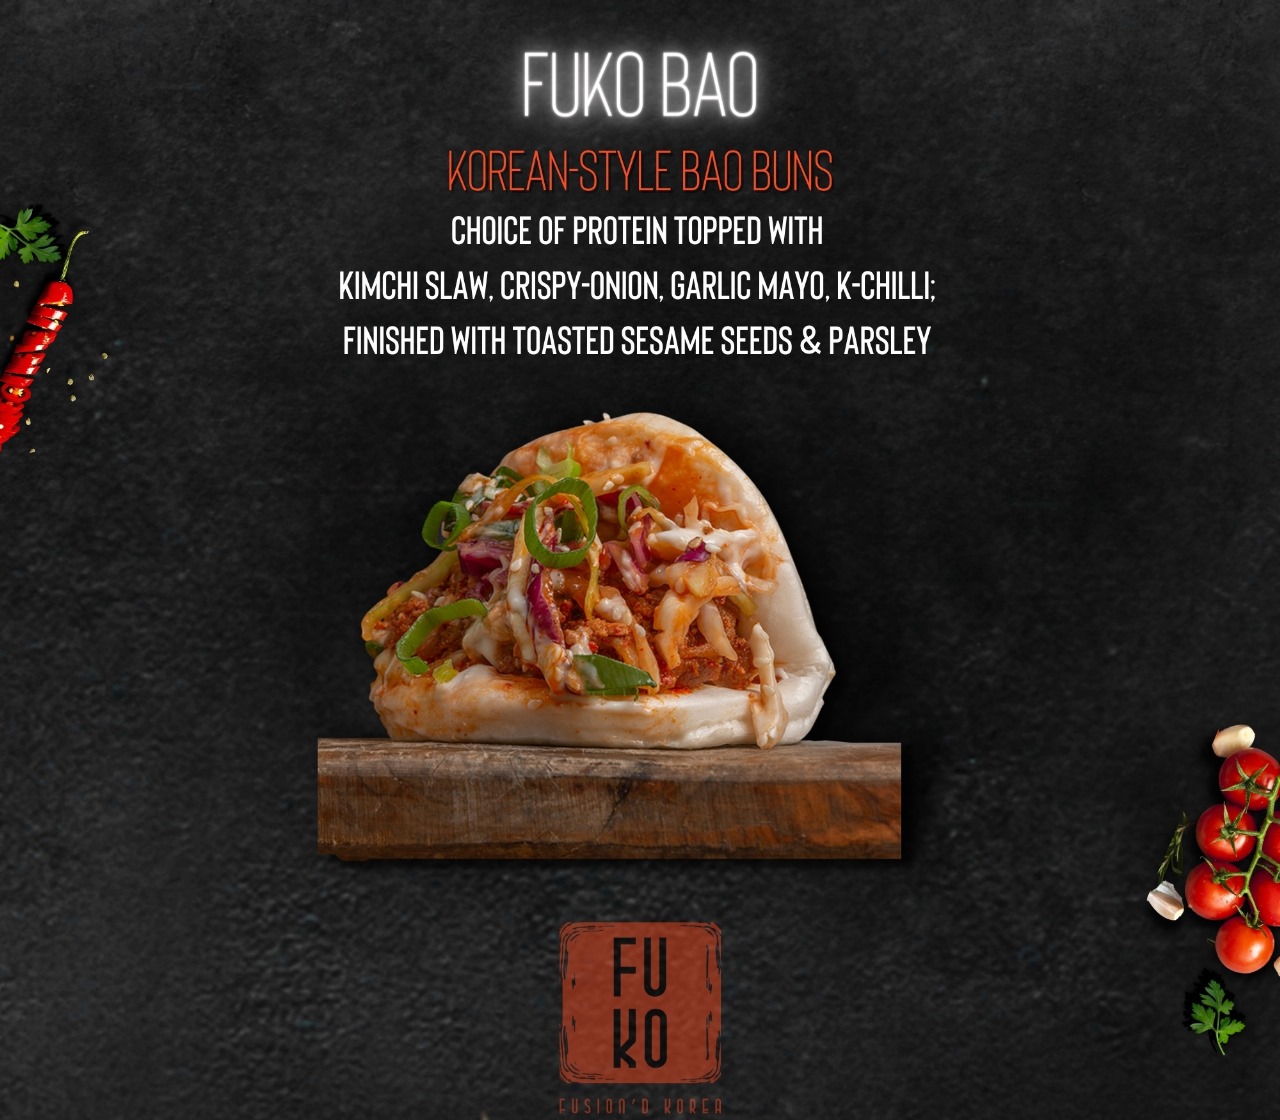 FUKO BAO
KOREAN-STYLE BAO BUNS
CHOICE OF PROTEIN TOPPED WITH
KIMCHI SLAW, CRISPY-ONION, GARLIC MAYO, K-CHILLI;
FINISHED WITH TOASTED SESAME SEEDS & PARSLEY
FU
KO
FUSION'D KOREA